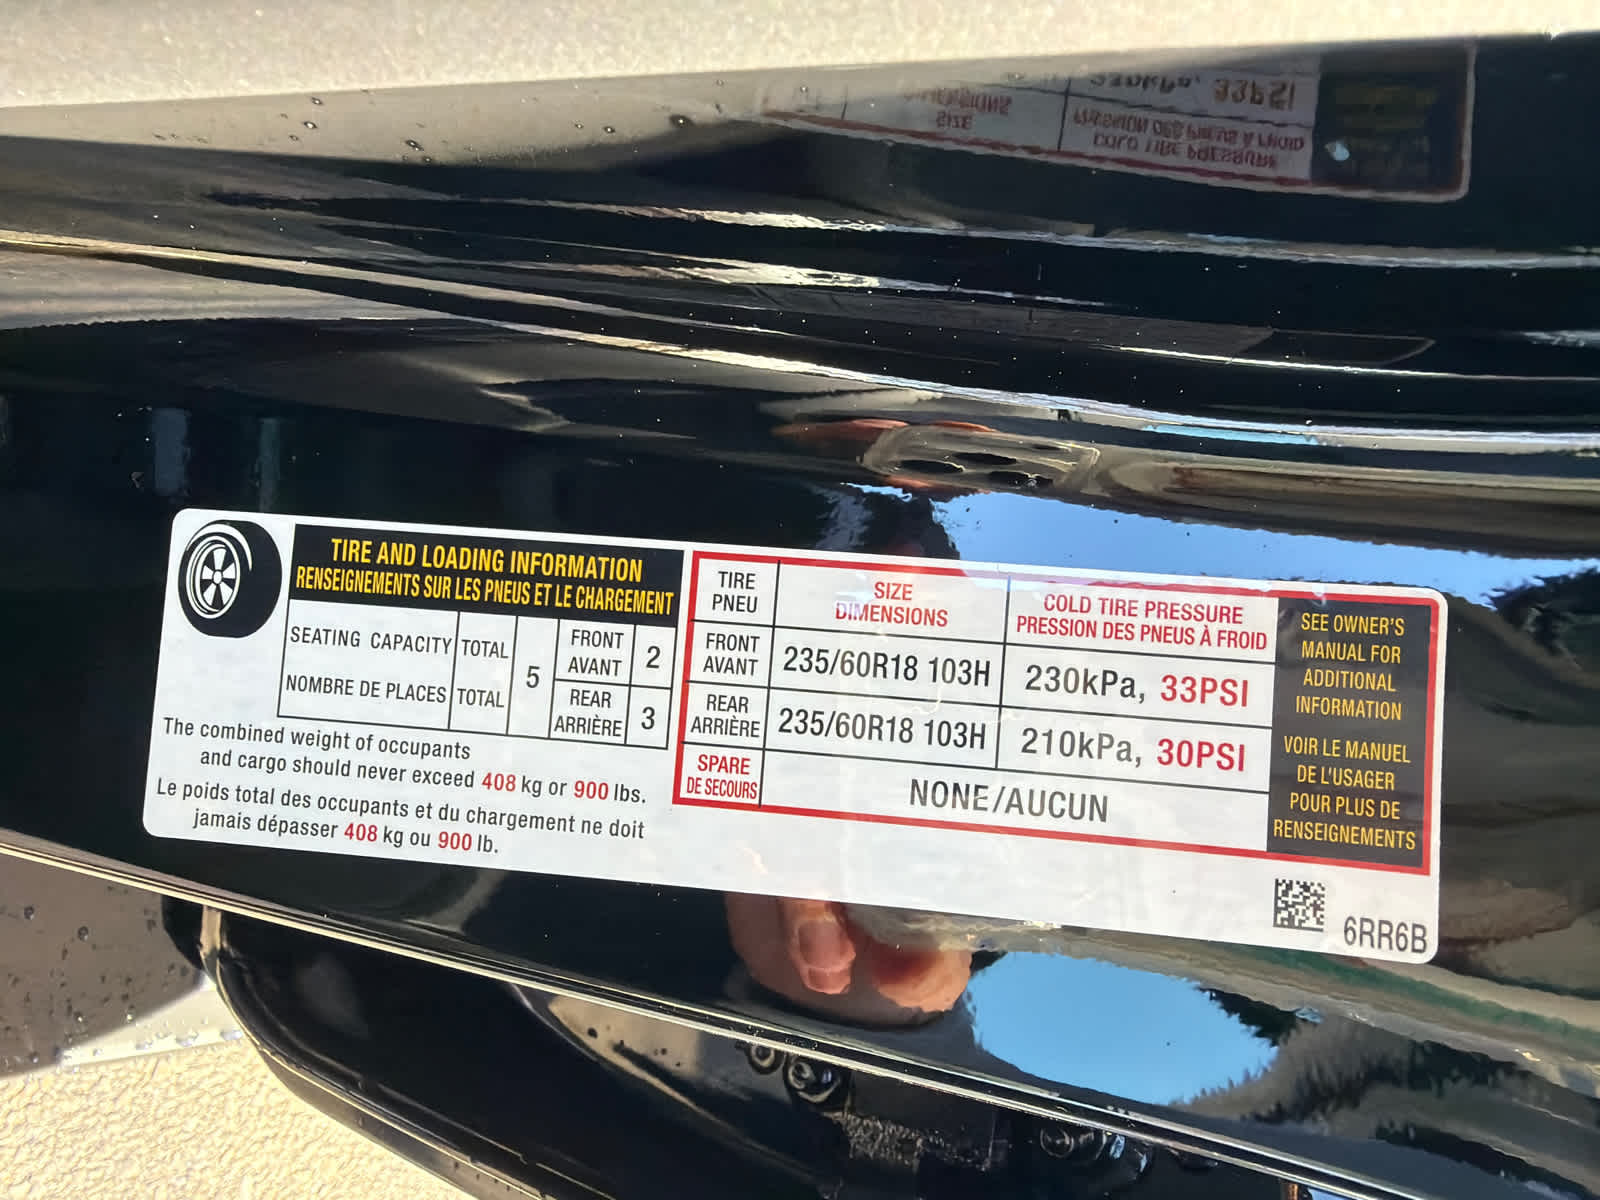 TIRE AND LOADING INFORMATION
RENSEIGNEMENTS SUR LES PNEUS ET LE CHARGEMENT
SEATING CAPACITY
NOMBRE DE PLACES
TOTAL
TOTAL
5
FRONT
AVANT
2
REAR
ARRIÈRE
3
The combined weight of occupants
and cargo should never exceed 408 kg or 900 lbs.
Le poids total des occupants et du chargement ne doit
jamais dépasser 408 kg ou 900 lb.
TIRE
PNEU
SIZE
DIMENSIONS
COLD TIRE PRESSURE
PRESSION DES PNEUS À FROID
FRONT
AVANT
235/60R18 103H
230kPa, 33PSI
REAR
ARRIÈRE
235/60R18 103H
210kPa, 30PSI
SPARE
DE SECOURS
NONE/AUCUN
SEE OWNER'S
MANUAL FOR
ADDITIONAL
INFORMATION
VOIR LE MANUEL
DE L'USAGER
POUR PLUS DE
RENSEIGNEMENTS
6RR6B